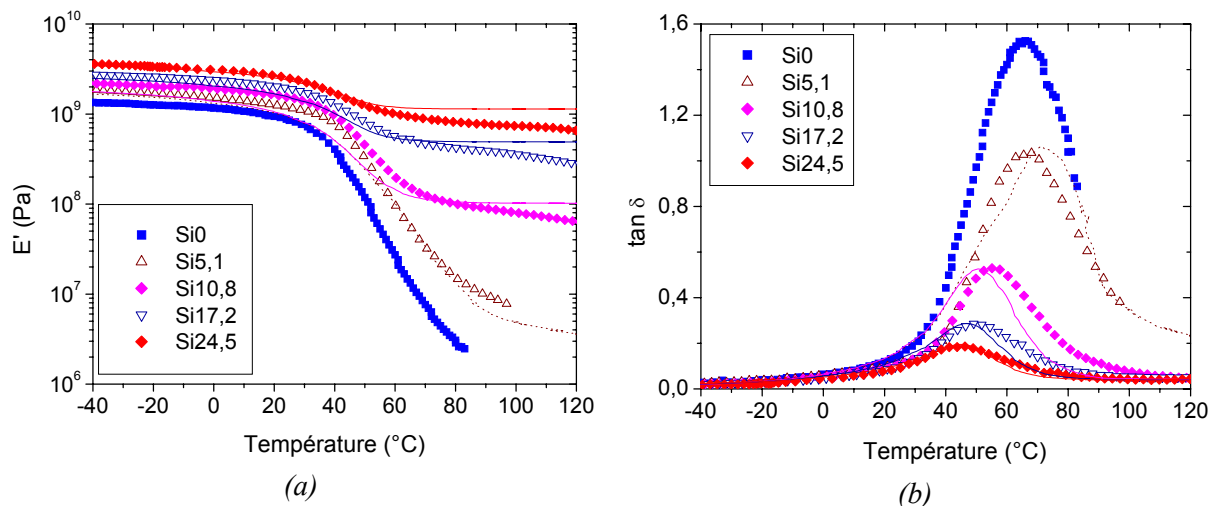 10^10
10^9
10^8
10^7
10^6
E' (Pa)
Si0
Si5,1
Si10,8
Si17,2
Si24,5
-40 -20 0 20 40 60 80 100 120
Température (°C)
(a)
1,6
1,2
0,8
0,4
0,0
tan δ
Si0
Si5,1
Si10,8
Si17,2
Si24,5
-40 -20 0 20 40 60 80 100 120
Température (°C)
(b)